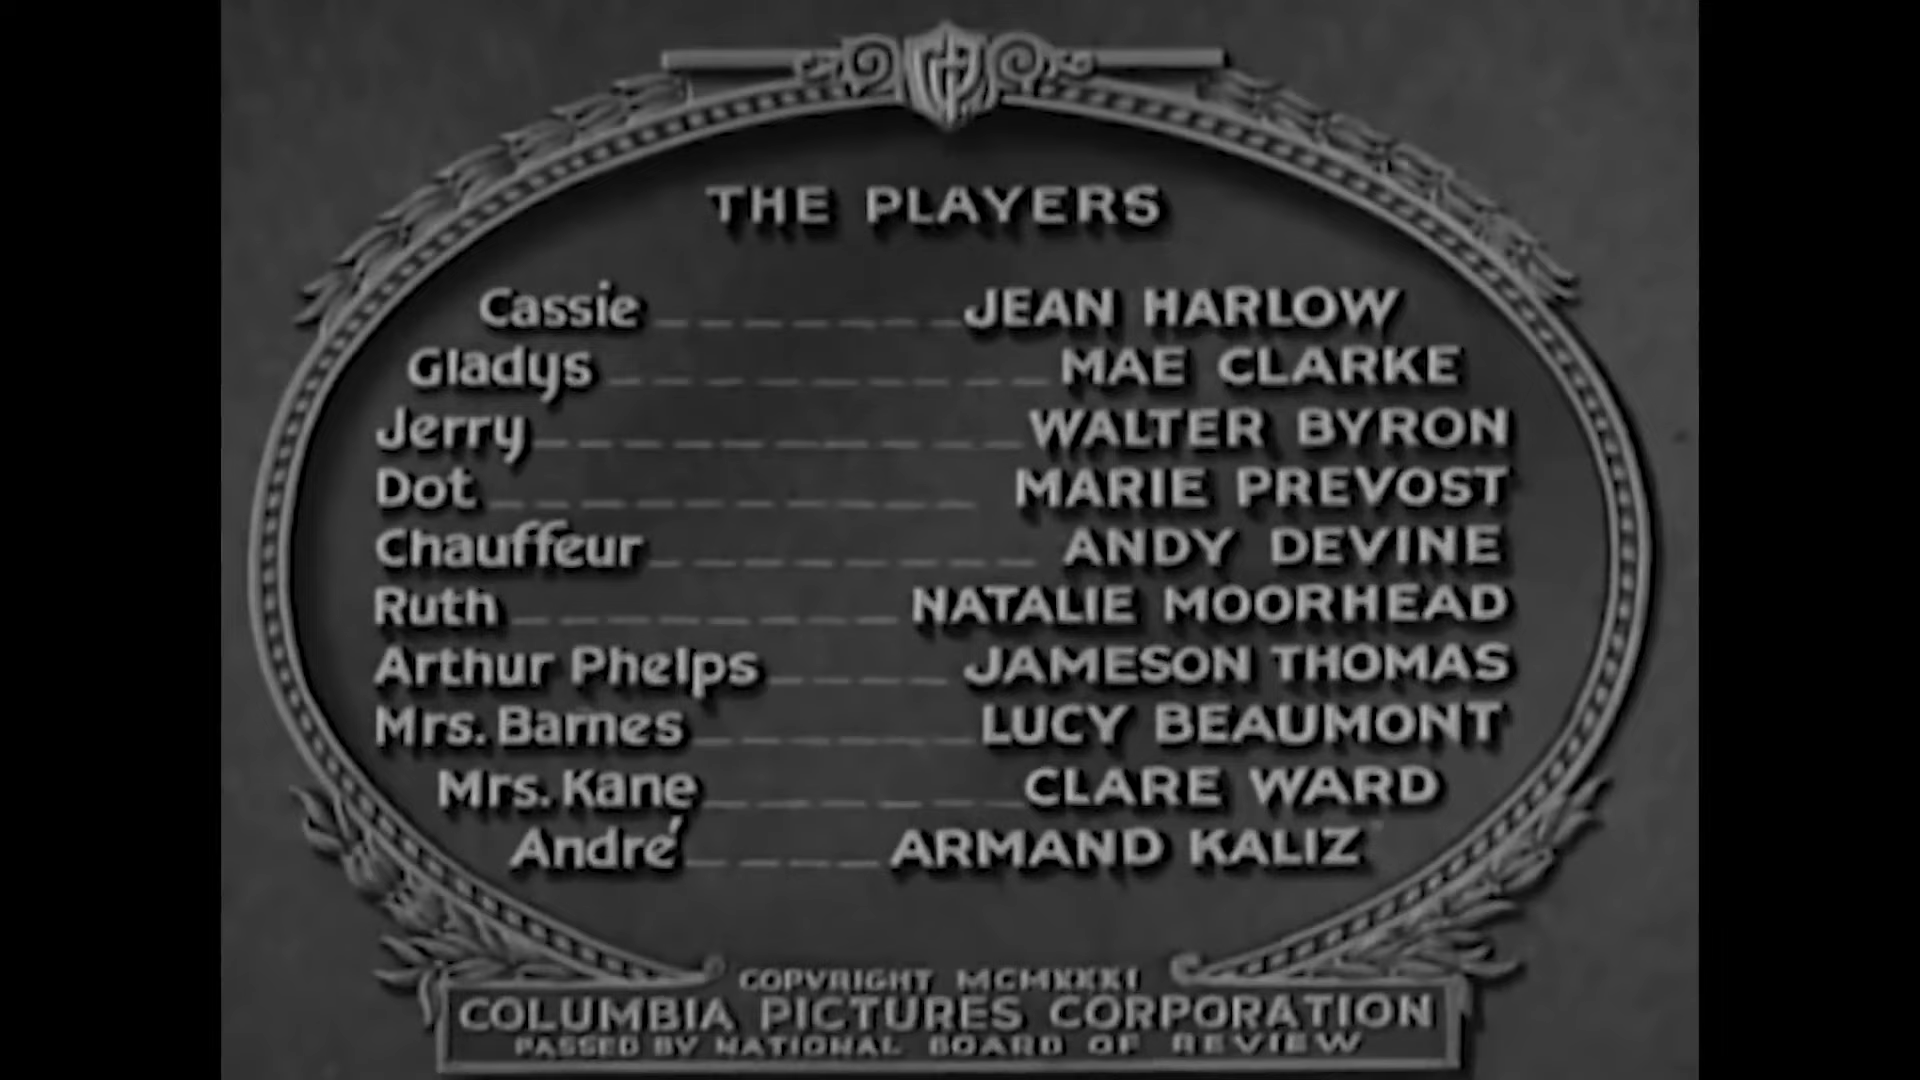 THE PLAYERS
Cassie JEAN HARLOW
Gladys MAE CLARKE
Jerry WALTER BYRON
Dot MARIE PREVOST
Chauffeur ANDY DEVINE
Ruth NATALIE MOORHEAD
Arthur Phelps JAMESON THOMAS
Mrs. Barnes LUCY BEAUMONT
Mrs. Kane CLARE WARD
André ARMAND KALIZ
COPYRIGHT MCMXXXI
COLUMBIA PICTURES CORPORATION
PASSED BY NATIONAL BOARD OF REVIEW